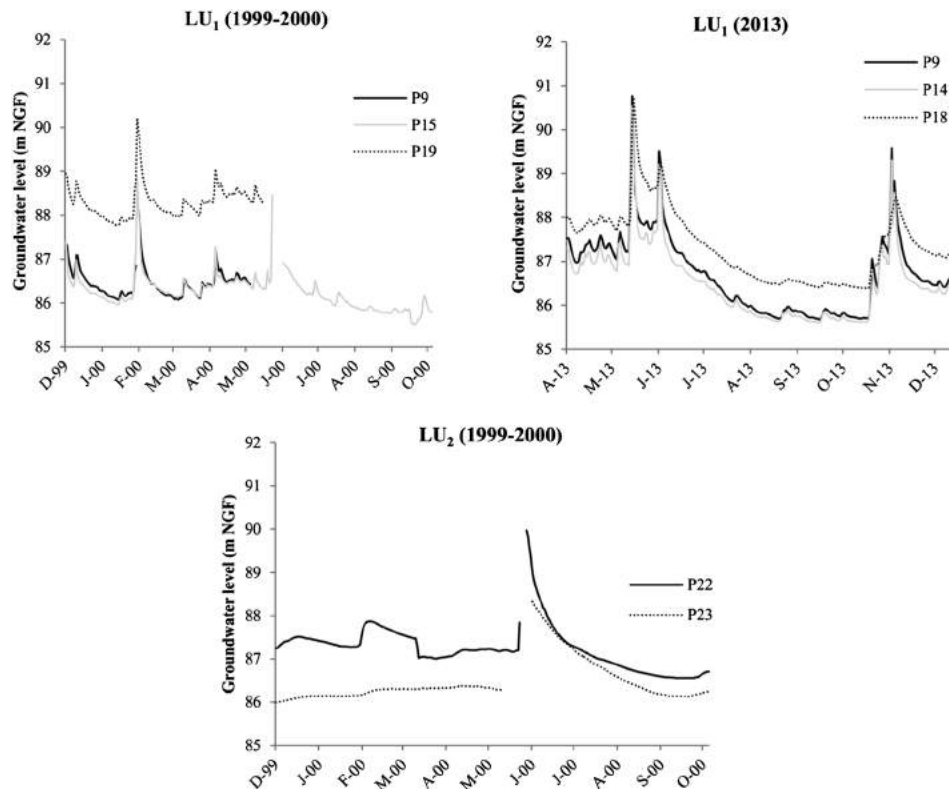 LU₁ (1999-2000)
Groundwater level (m NGF)
92
91
90
89
88
87
86
85
P9
P15
P19
D-99
J-00
F-00
M-00
A-00
M-00
J-00
J-00
A-00
S-00
O-00
LU₁ (2013)
Groundwater level (m NGF)
92
91
90
89
88
87
86
85
P9
P14
P18
A-13
M-13
J-13
J-13
A-13
S-13
O-13
N-13
D-13
LU₂ (1999-2000)
Groundwater level (m NGF)
92
91
90
89
88
87
86
85
P22
P23
D-99
J-00
F-00
M-00
A-00
M-00
J-00
J-00
A-00
S-00
O-00